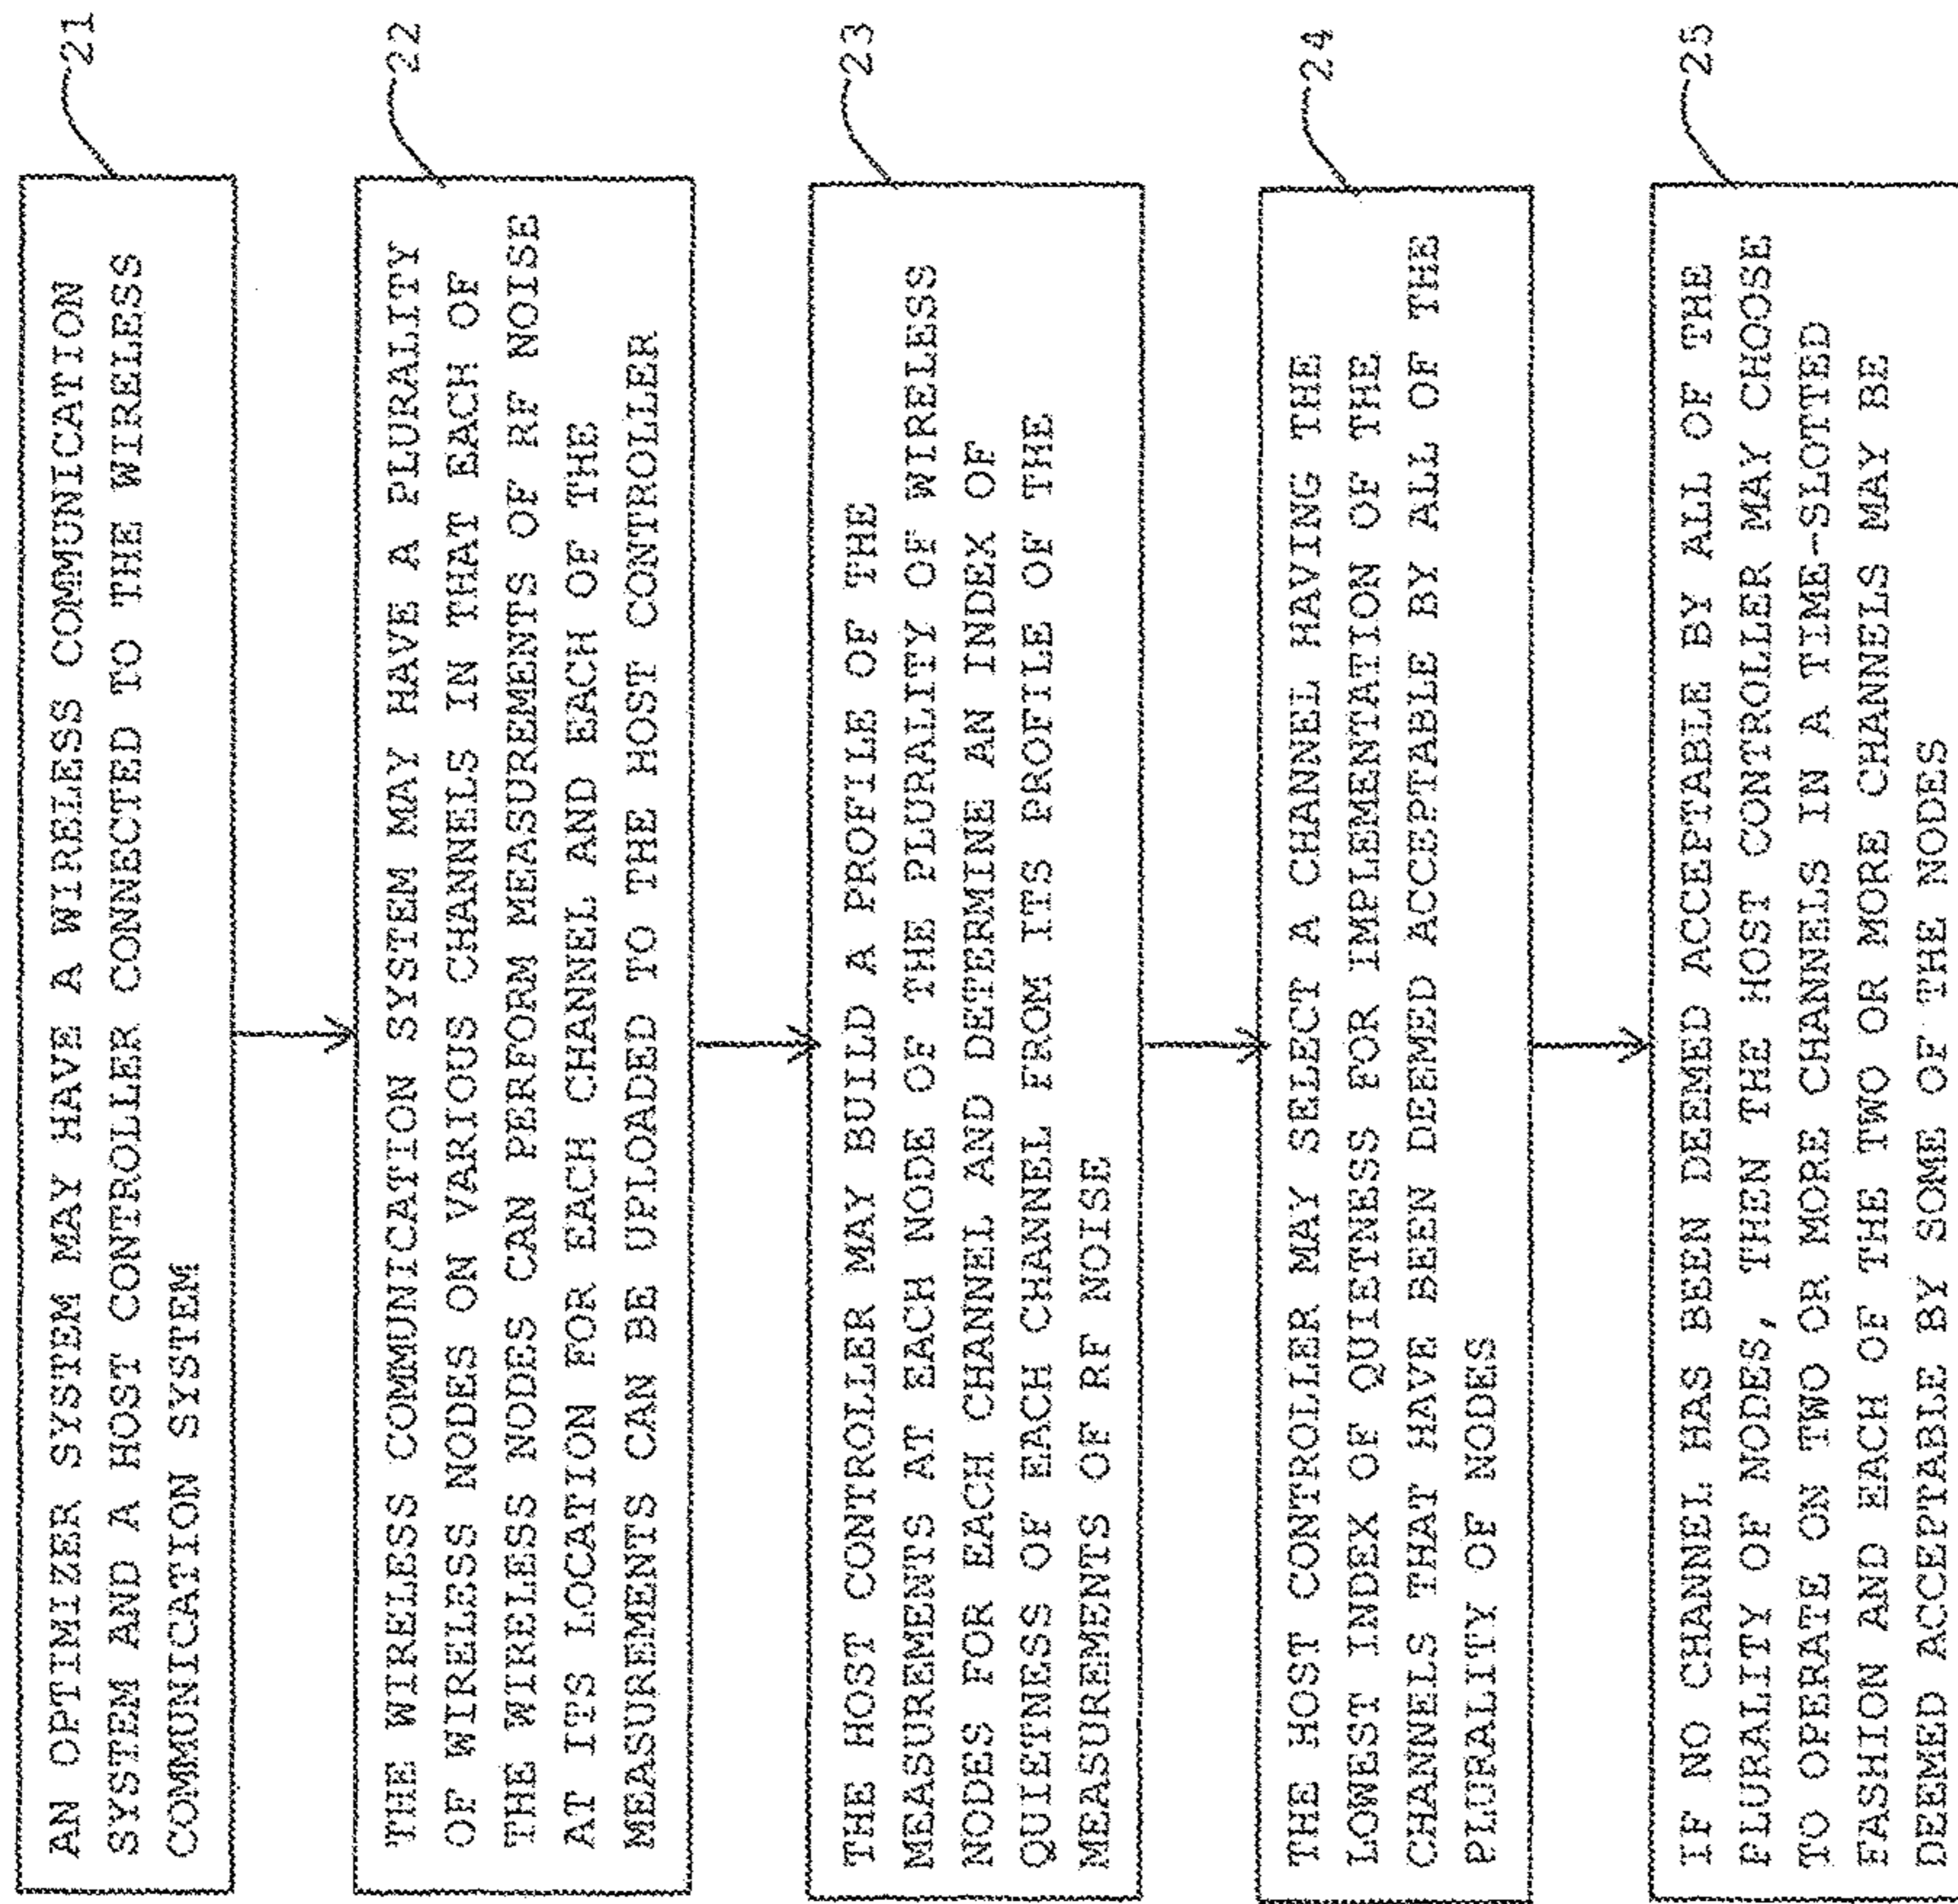 21
AN OPTIMIZER SYSTEM MAY HAVE A WIRELESS COMMUNICATION
SYSTEM AND A HOST CONTROLLER CONNECTED TO THE WIRELESS
COMMUNICATION SYSTEM
22
THE WIRELESS COMMUNICATION SYSTEM MAY HAVE A PLURALITY
OF WIRELESS NODES ON VARIOUS CHANNELS IN THAT EACH OF
THE WIRELESS NODES CAN PERFORM MEASUREMENTS OF RF NOISE
AT ITS LOCATION FOR EACH CHANNEL AND EACH OF THE
MEASUREMENTS CAN BE UPLOADED TO THE HOST CONTROLLER
23
THE HOST CONTROLLER MAY BUILD A PROFILE OF THE
MEASUREMENTS AT EACH NODE OF THE PLURALITY OF WIRELESS
NODES FOR EACH CHANNEL AND DETERMINE AN INDEX OF
QUIETNESS OF EACH CHANNEL FROM ITS PROFILE OF THE
MEASUREMENTS OF RF NOISE
24
THE HOST CONTROLLER MAY SELECT A CHANNEL HAVING THE
LOWEST INDEX OF QUIETNESS FOR IMPLEMENTATION OF THE
CHANNELS THAT HAVE BEEN DEEMED ACCEPTABLE BY ALL OF THE
PLURALITY OF NODES
25
IF NO CHANNEL HAS BEEN DEEMED ACCEPTABLE BY ALL OF THE
PLURALITY OF NODES, THEN THE HOST CONTROLLER MAY CHOOSE
TO OPERATE ON TWO OR MORE CHANNELS IN A TIME-SLOTTED
FASHION AND EACH OF THE TWO OR MORE CHANNELS MAY BE
DEEMED ACCEPTABLE BY SOME OF THE NODES